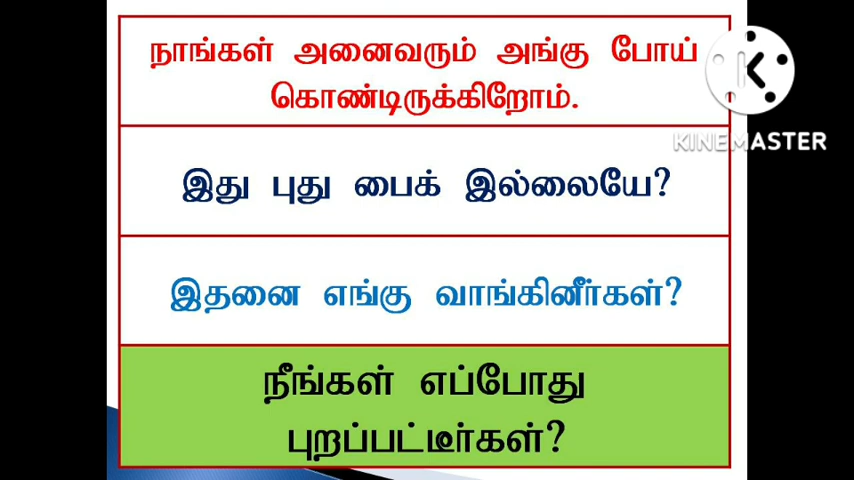 நாங்கள் அனைவரும் அங்கு போய்
கொண்டிருக்கிறோம்.
KINEMASTER
இது புது பைக் இல்லையே?
இதனை எங்கு வாங்கினீர்கள்?
நீங்கள் எப்போது
புறப்பட்டீர்கள்?